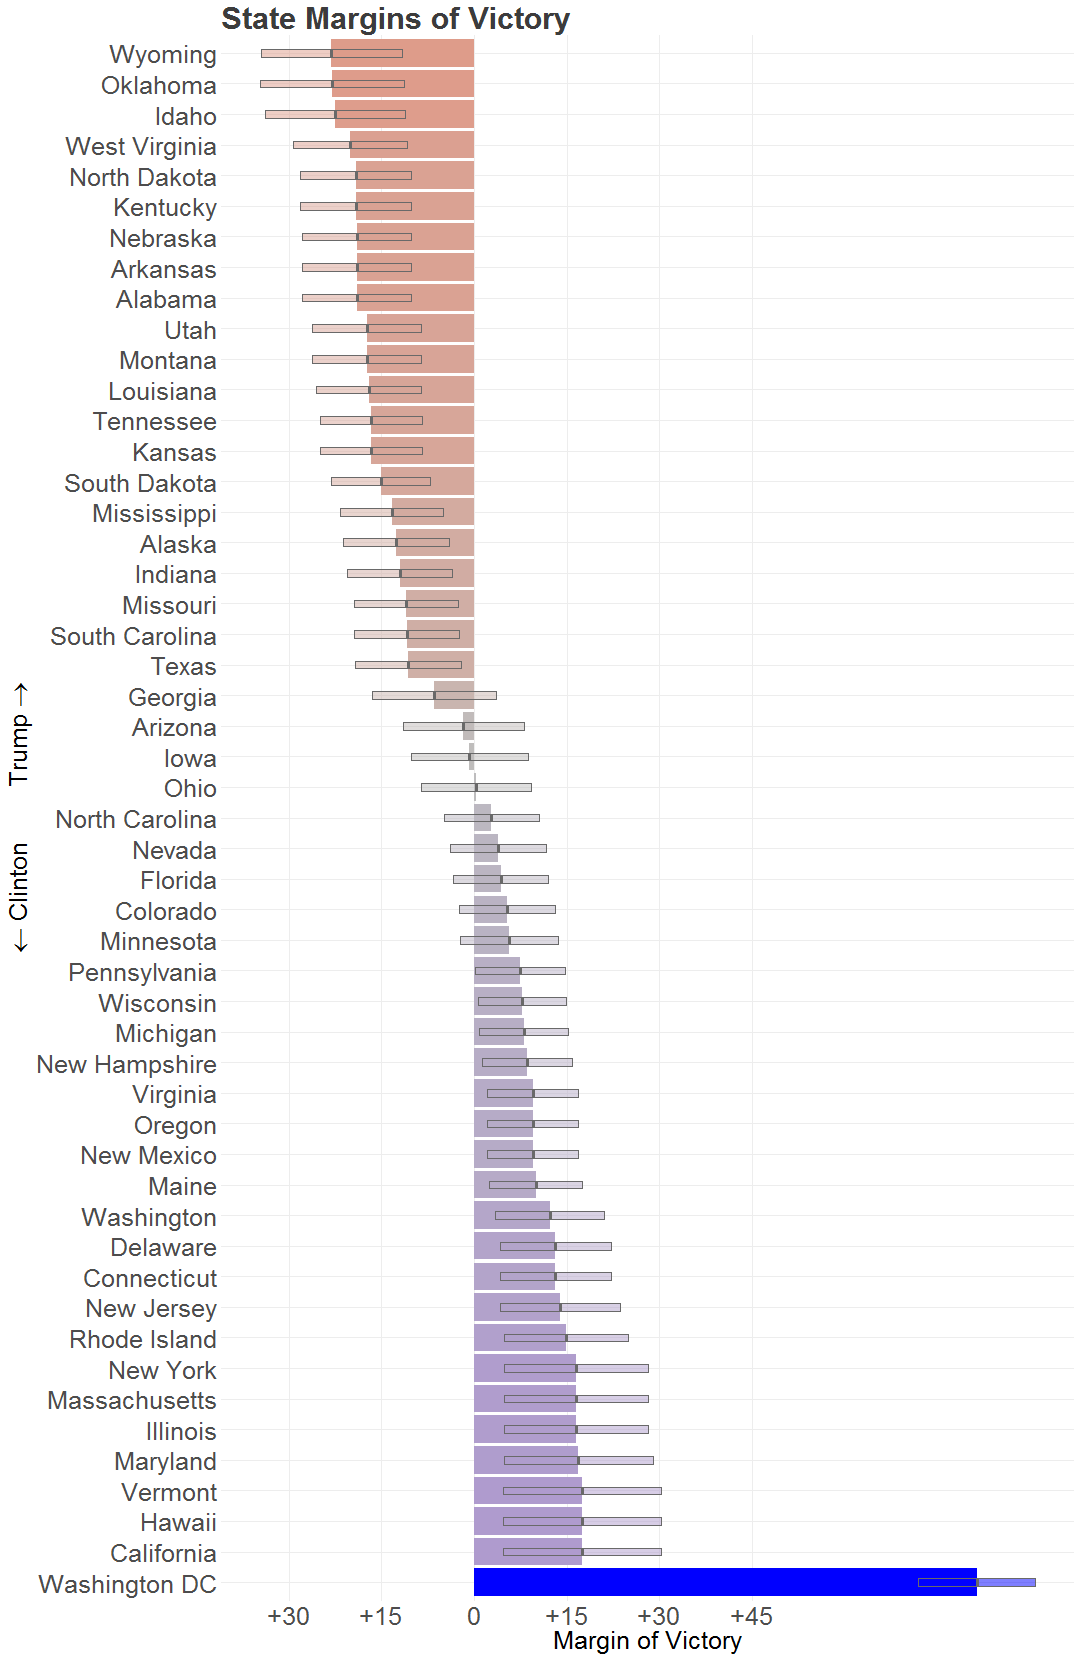 State Margins of Victory
Wyoming
Oklahoma
Idaho
West Virginia
North Dakota
Kentucky
Nebraska
Arkansas
Alabama
Utah
Montana
Louisiana
Tennessee
Kansas
South Dakota
Mississippi
Alaska
Indiana
Missouri
South Carolina
Texas
Georgia
Arizona
Iowa
Ohio
North Carolina
Nevada
Florida
Colorado
Minnesota
Pennsylvania
Wisconsin
Michigan
New Hampshire
Virginia
Oregon
New Mexico
Maine
Washington
Delaware
Connecticut
New Jersey
Rhode Island
New York
Massachusetts
Illinois
Maryland
Vermont
Hawaii
California
Washington DC
← Clinton Trump →
+30 +15 0 +15 +30 +45
Margin of Victory